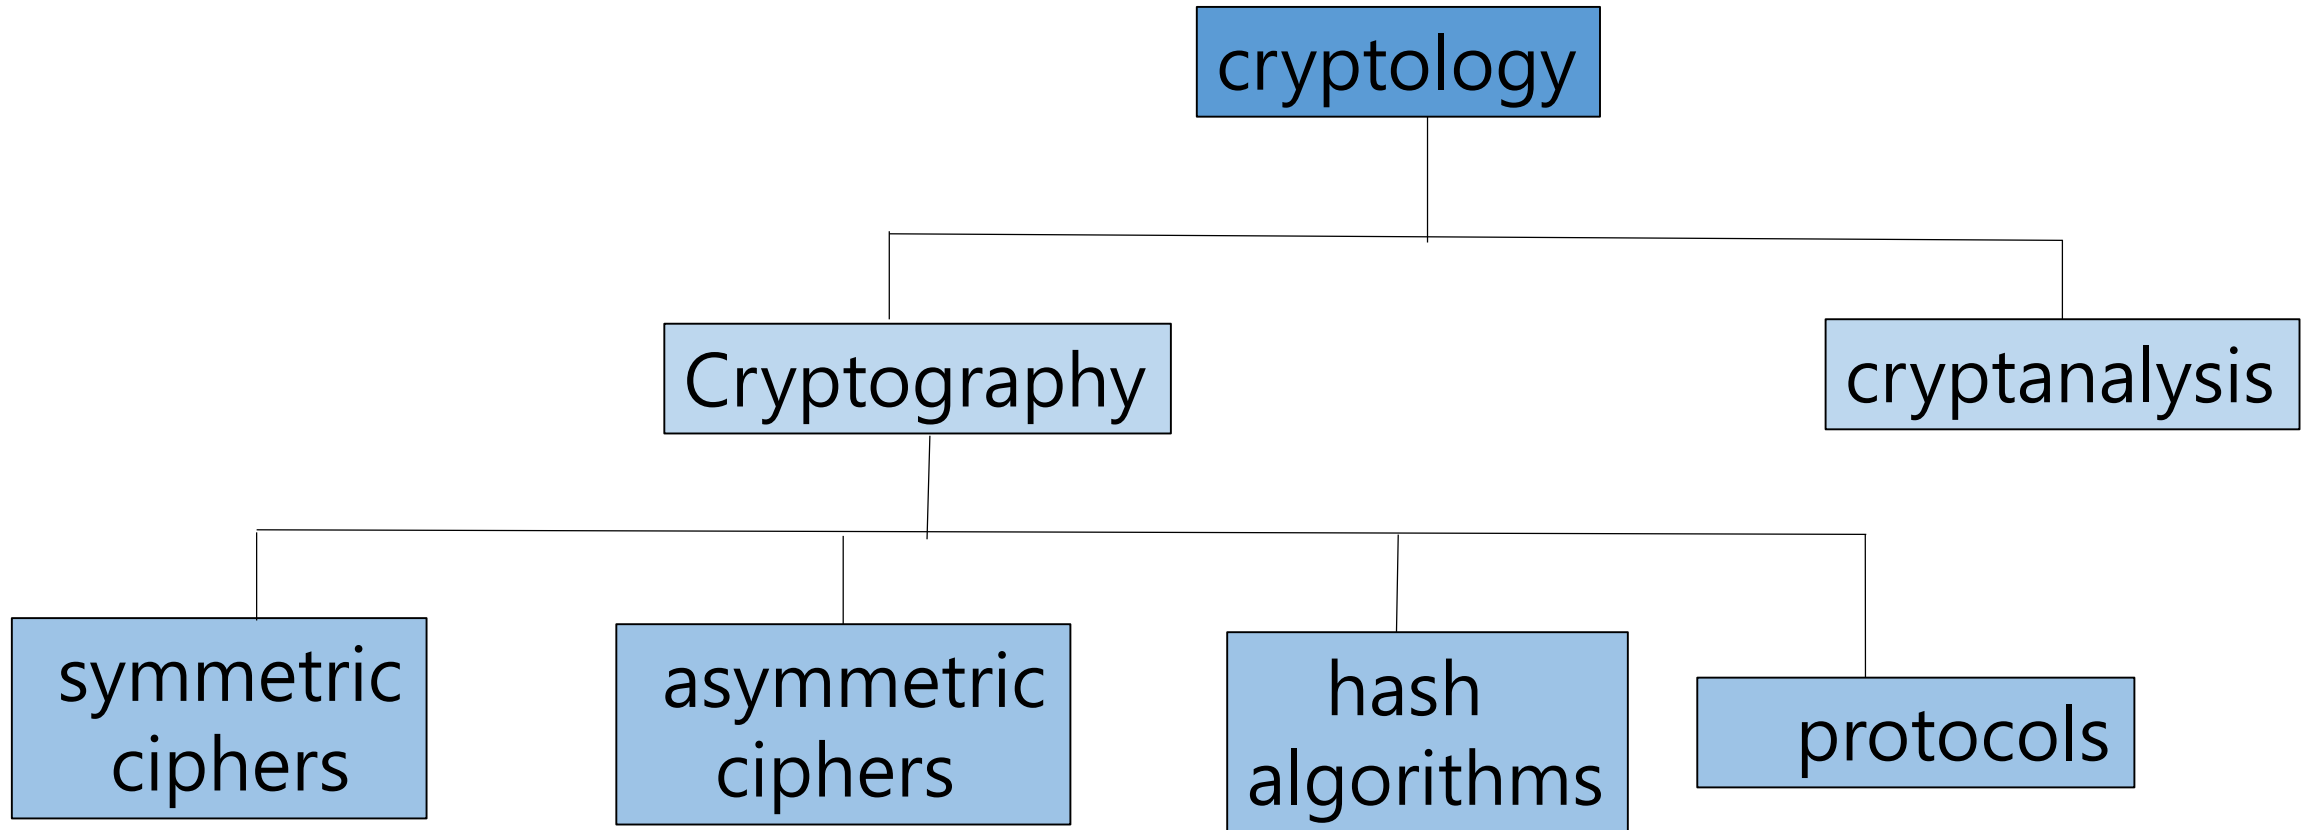 cryptology
Cryptography
cryptanalysis
symmetric
ciphers
asymmetric
ciphers
hash
algorithms
protocols